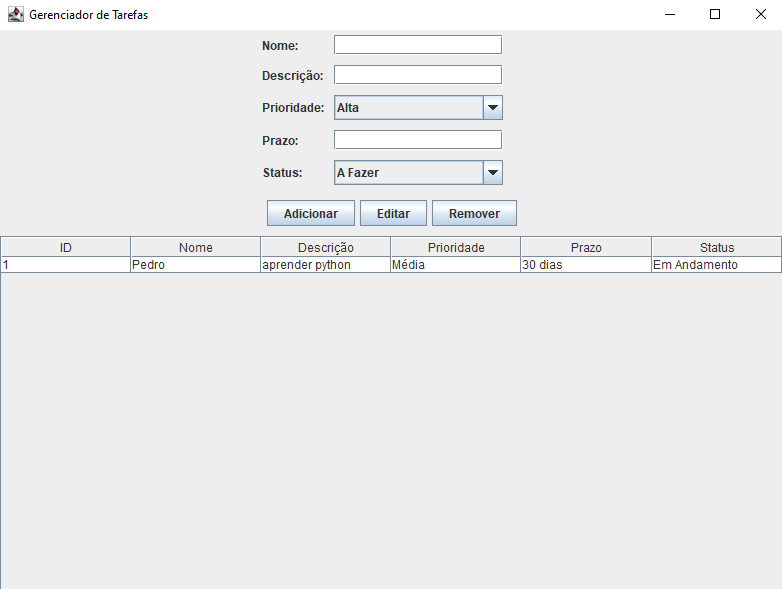 Gerenciador de Tarefas
Nome:
Descrição:
Prioridade: Alta
Prazo:
Status: A Fazer
Adicionar Editar Remover
ID Nome Descrição Prioridade Prazo Status
1 Pedro aprender python Média 30 dias Em Andamento